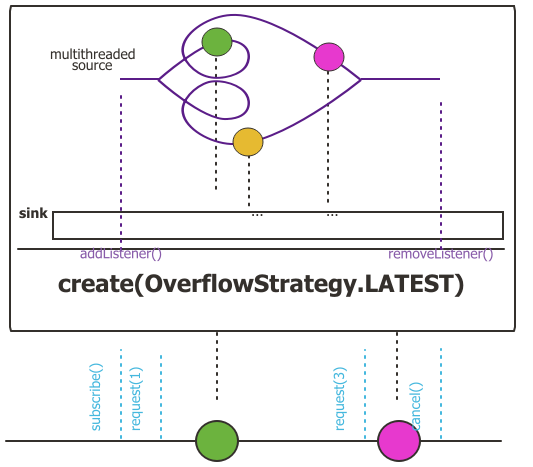 multithreaded
source
sink
...
...
addListener()
removeListener()
create(OverflowStrategy.LATEST)
subscribe()
request(1)
request(3)
cancel()